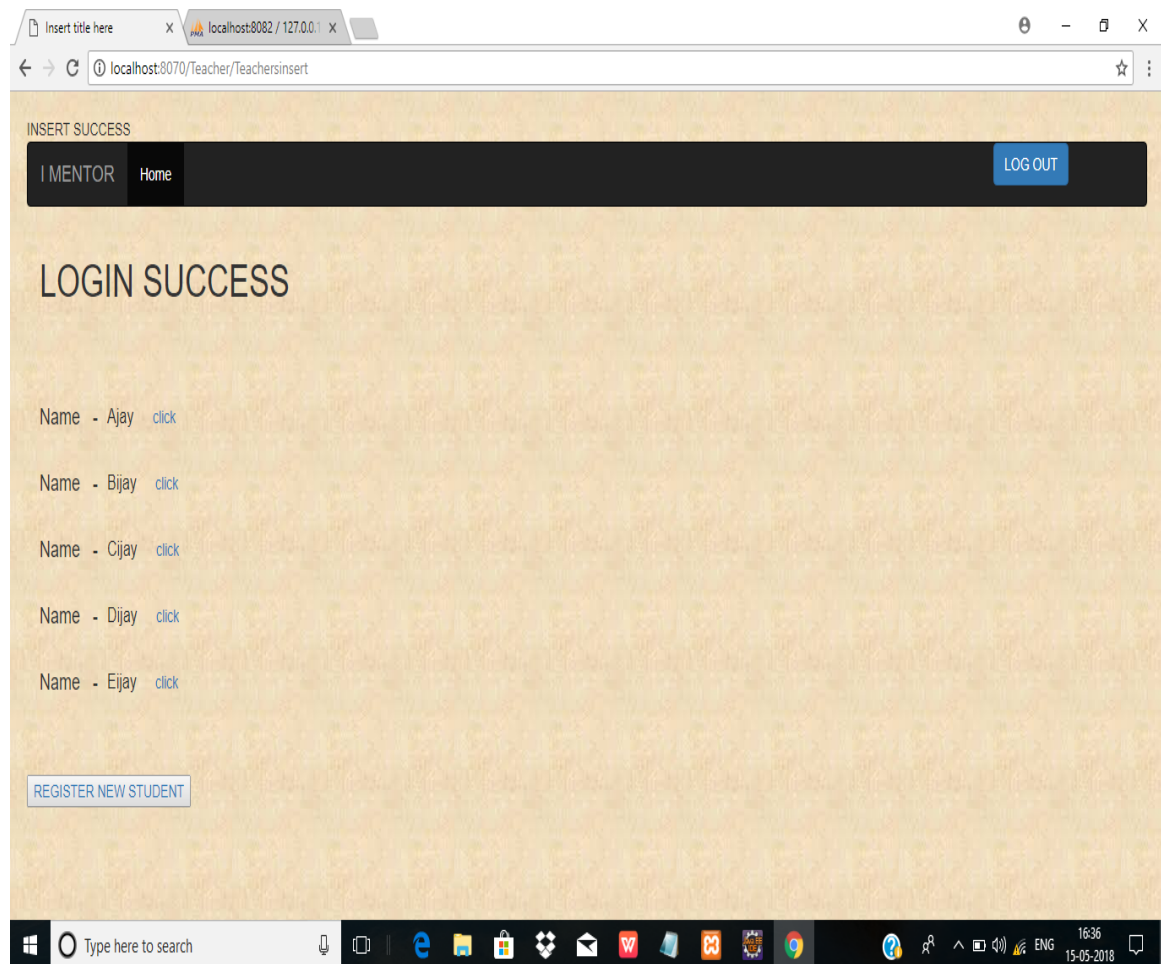 Insert title here
localhost:8082 / 127.0.0.1
localhost:8070/Teacher/Teachersinsert
INSERT SUCCESS
I MENTOR Home LOG OUT
LOGIN SUCCESS
Name - Ajay click
Name - Bijay click
Name - Cijay click
Name - Dijay click
Name - Eijay click
REGISTER NEW STUDENT
Type here to search
ENG
16:36
15-05-2018